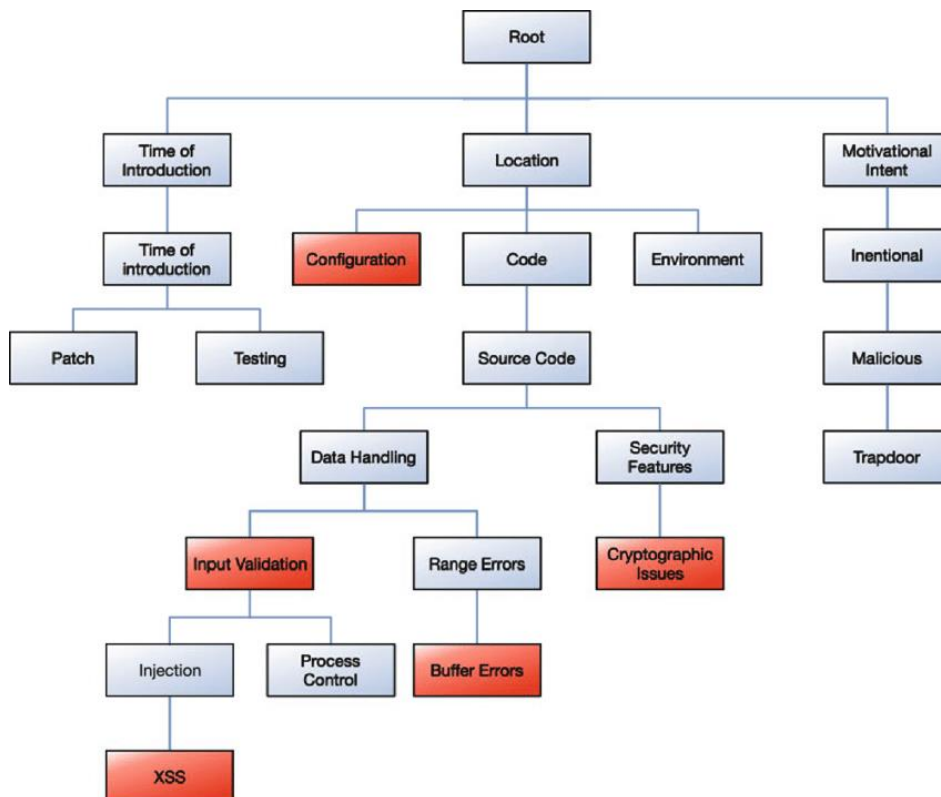 Root
Time of
Introduction
Location
Motivational
Intent
Time of
introduction
Configuration
Code
Environment
Inentional
Patch
Testing
Source Code
Malicious
Data Handling
Security
Features
Trapdoor
Input Validation
Range Errors
Cryptographic
Issues
Injection
Process
Control
Buffer Errors
XSS